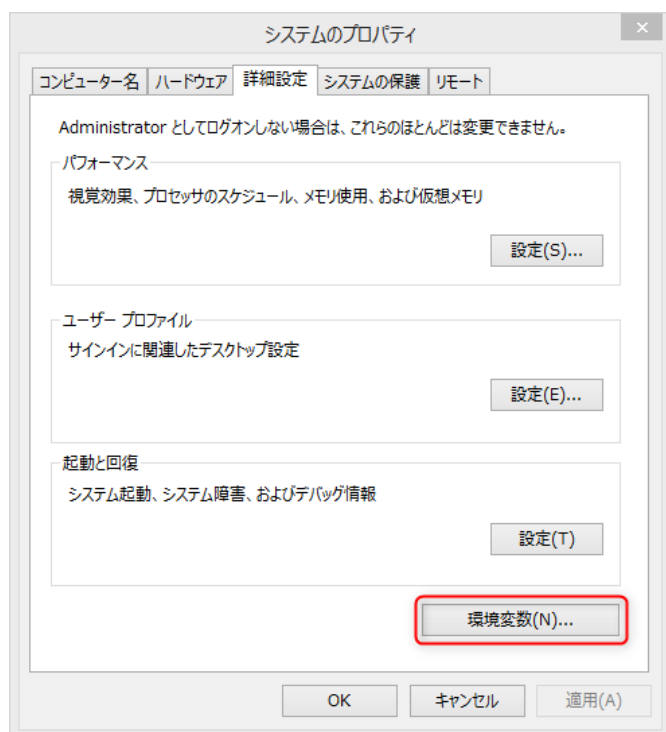 システムのプロパティ
コンピューター名 ハードウェア 詳細設定 システムの保護 リモート
Administrator としてログオンしない場合は、これらのほとんどは変更できません。
パフォーマンス
視覚効果、プロセッサのスケジュール、メモリ使用、および仮想メモリ
設定(S)...
ユーザー プロファイル
サインインに関連したデスクトップ設定
設定(E)...
起動と回復
システム起動、システム障害、およびデバッグ情報
設定(T)
環境変数(N)...
OK キャンセル 適用(A)